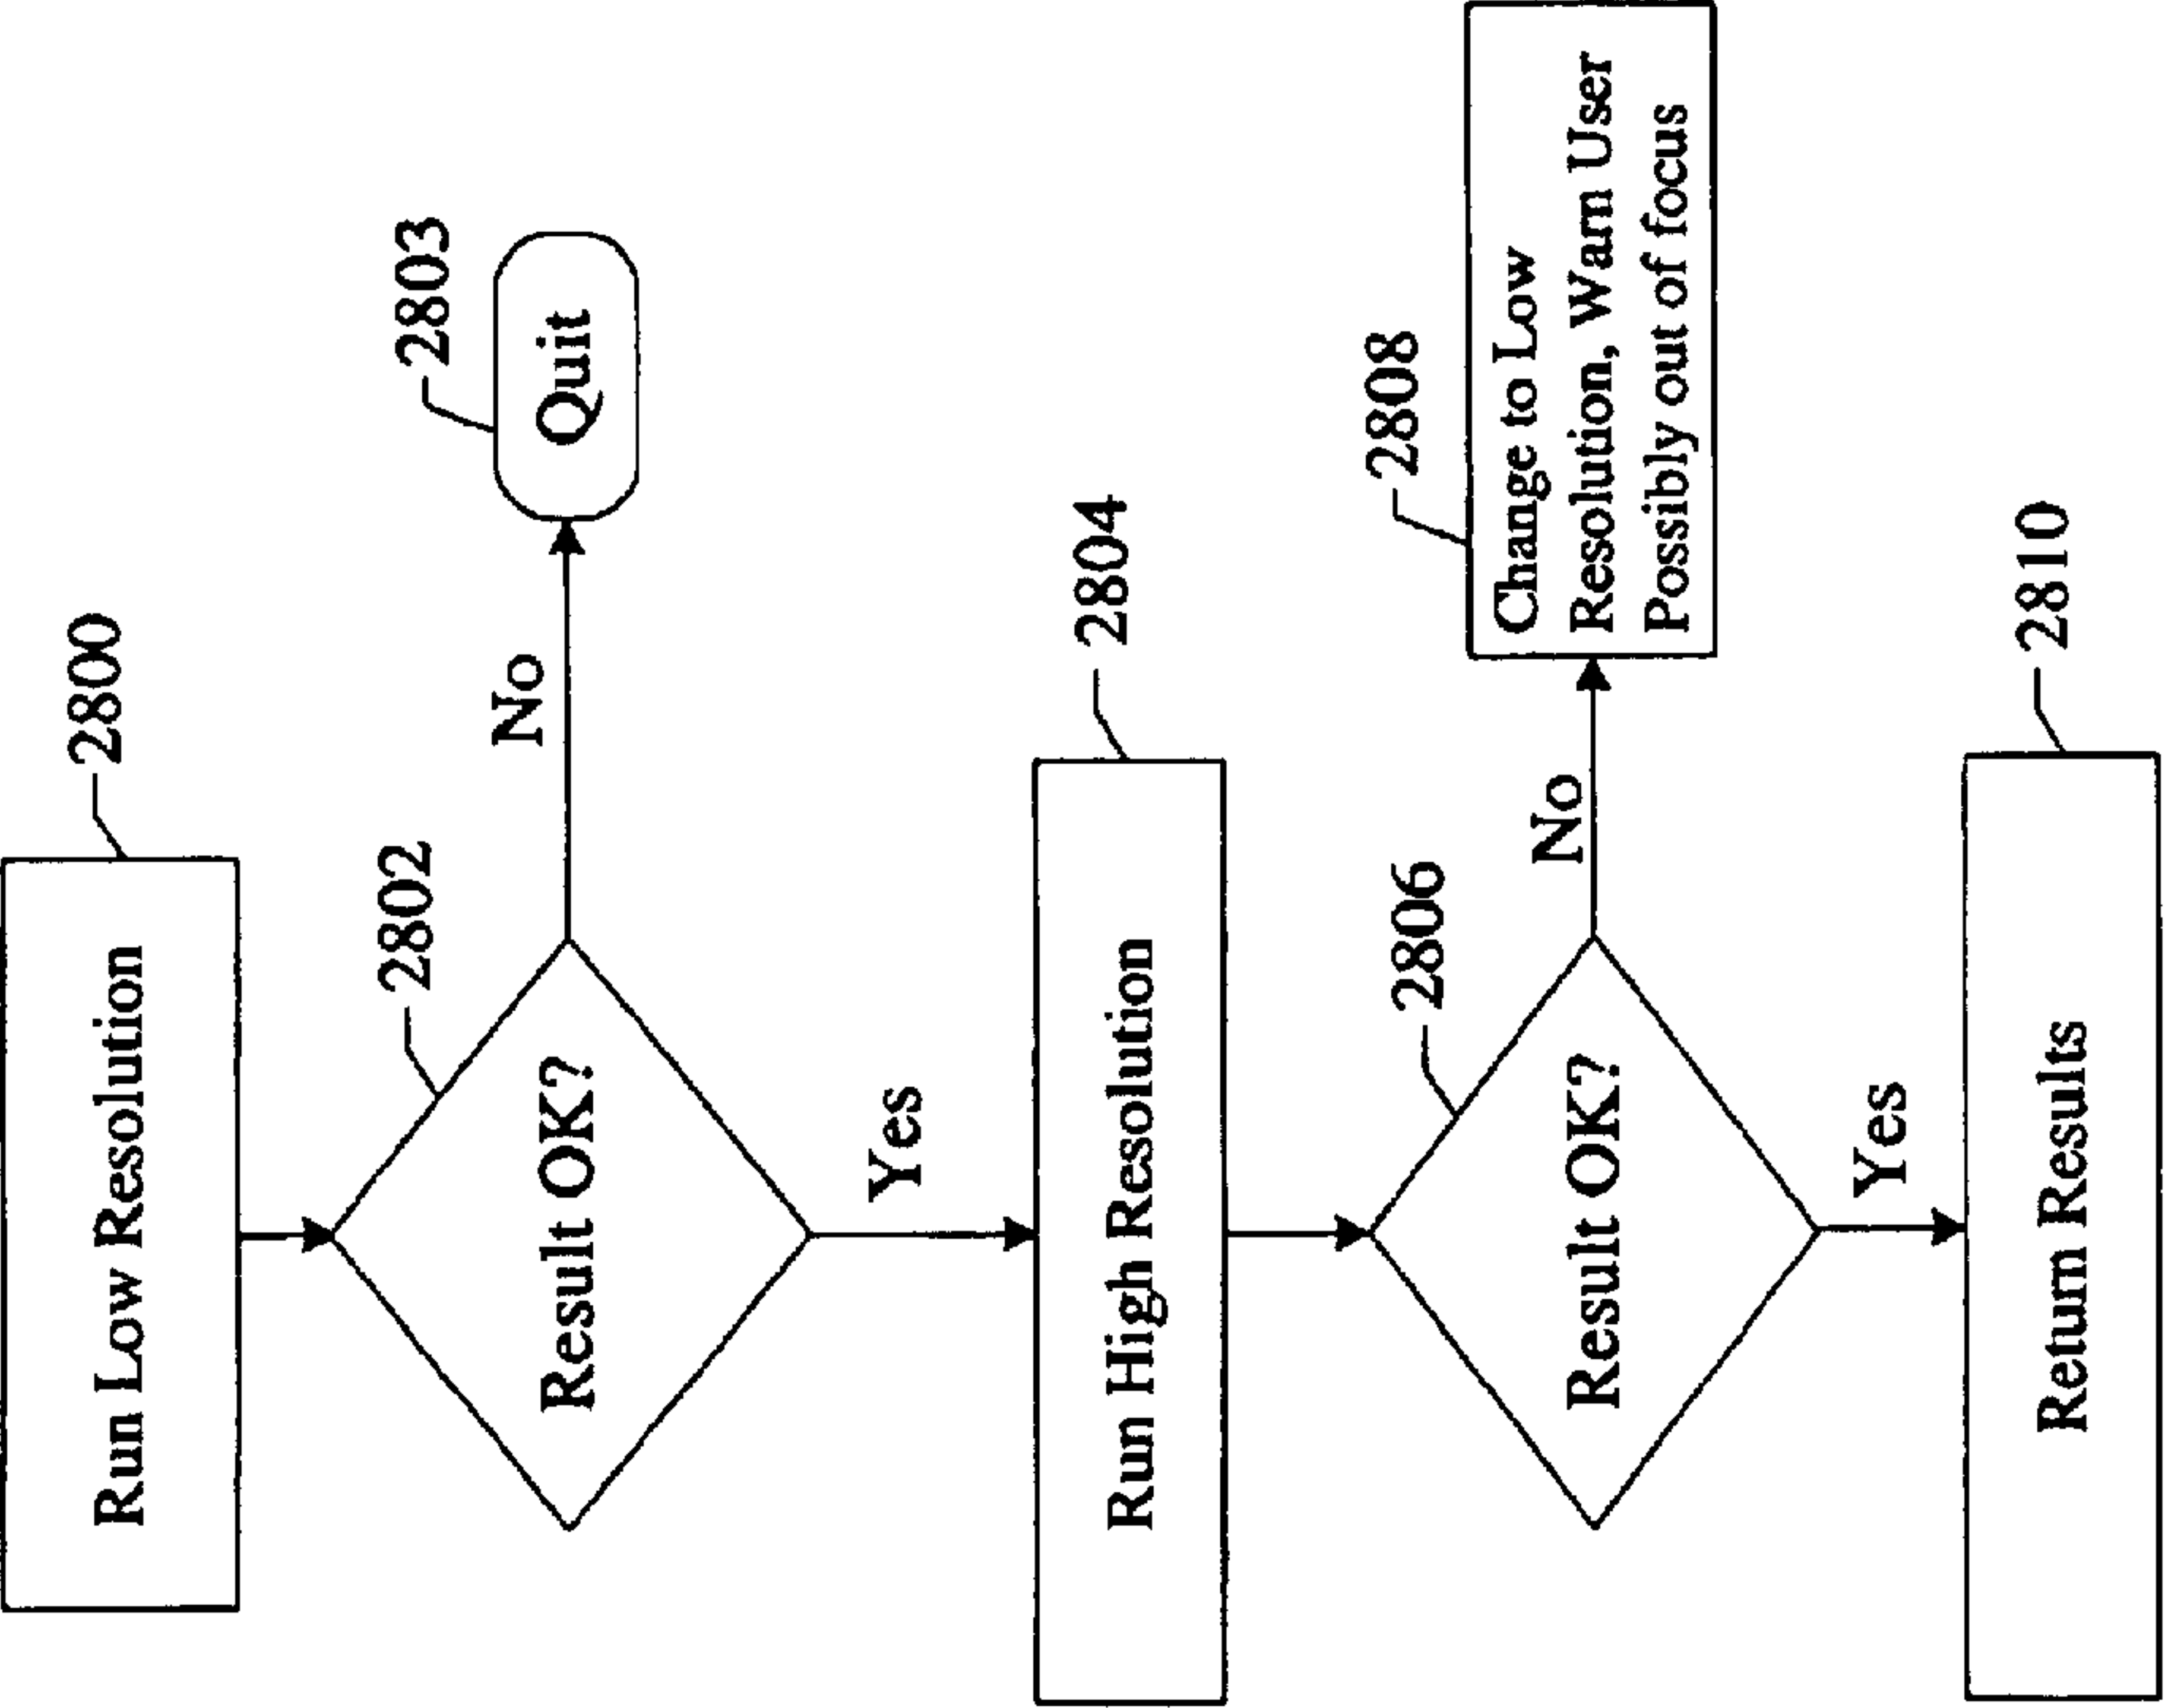 2800
Run Low Resolution
2802
Result OK?
No
2803
Quit
Yes
2804
Run High Resolution
2806
Result OK?
No
2808
Change to Low
Resolution, Warn User
Possibly out of focus
Yes
2810
Return Results